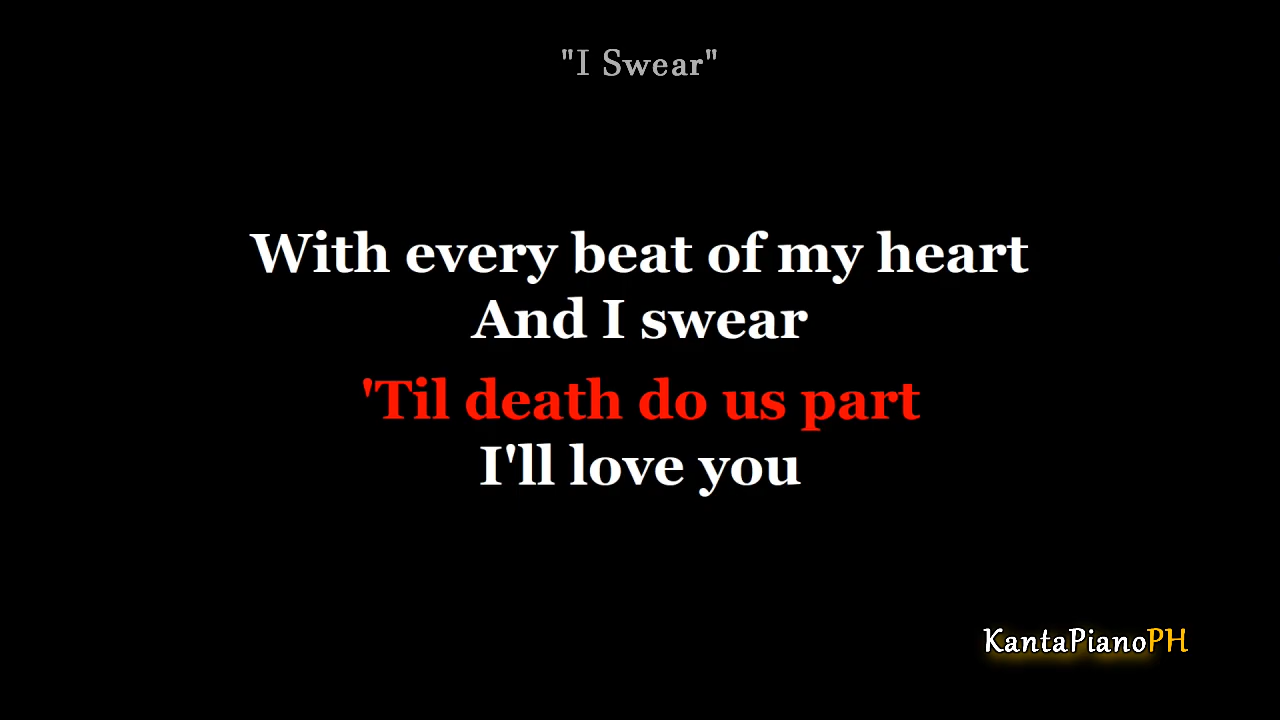 "I Swear"
With every beat of my heart
And I swear
'Til death do us part
I'll love you
KantaPianoPH